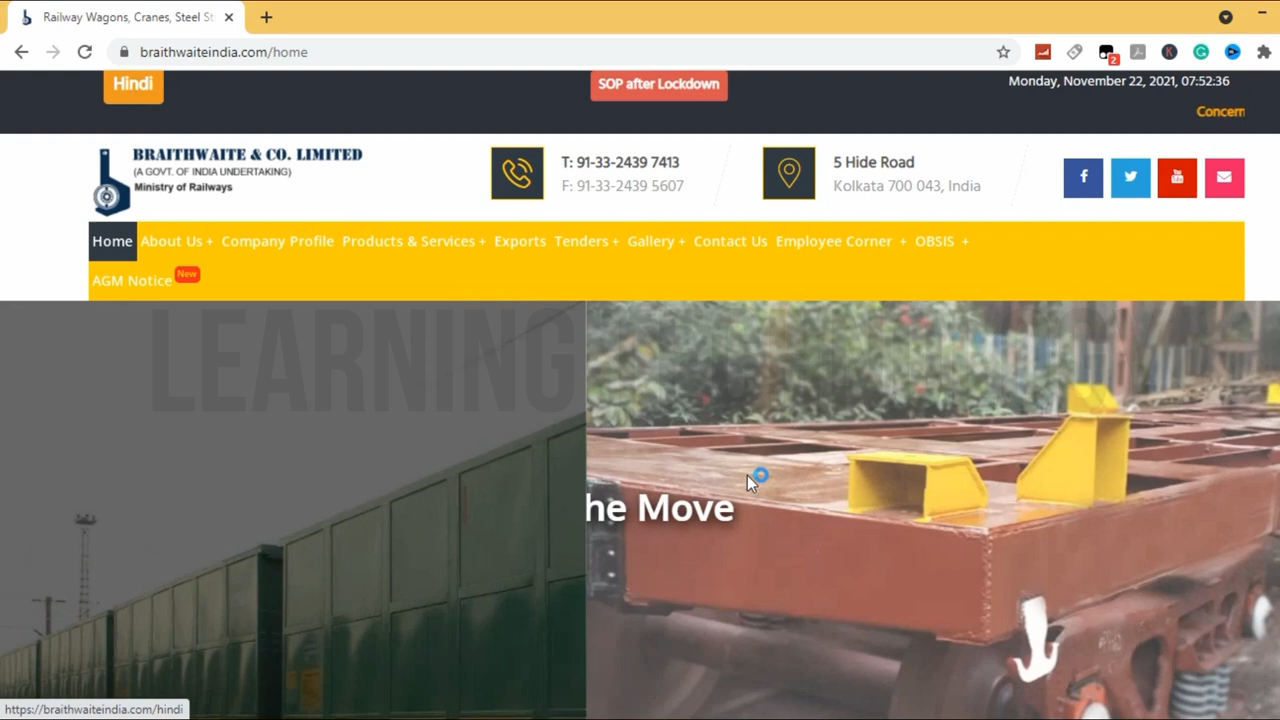 Railway Wagons, Cranes, Steel St
braithwaiteindia.com/home
2
Hindi
SOP after Lockdown
Monday, November 22, 2021, 07:52:36
Concern
BRAITHWAITE & CO. LIMITED
(A GOVT. OF INDIA UNDERTAKING)
Ministry of Railways
T: 91-33-2439 7413
F: 91-33-2439 5607
5 Hide Road
Kolkata 700 043, India
Home About Us + Company Profile Products & Services + Exports Tenders + Gallery + Contact Us Employee Corner + OBSIS +
AGM Notice New
LEARNING
he Move
https://braithwaiteindia.com/hindi